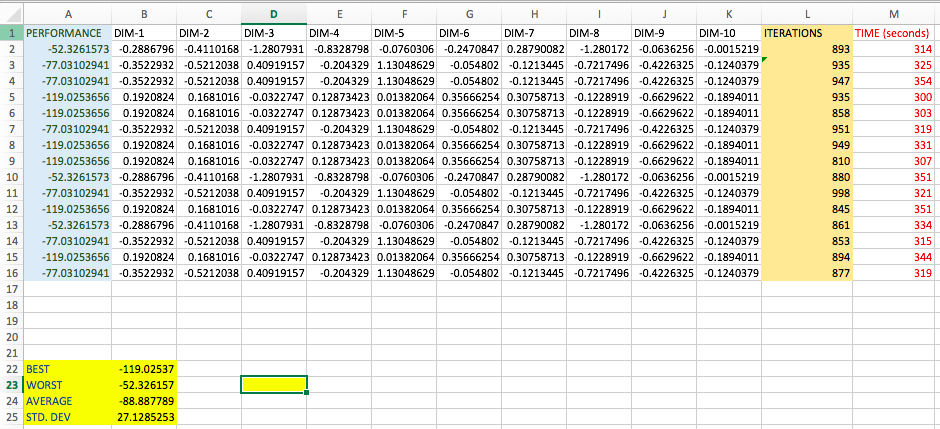 A B C D E F G H I J K L M
1 PERFORMANCE DIM-1 DIM-2 DIM-3 DIM-4 DIM-5 DIM-6 DIM-7 DIM-8 DIM-9 DIM-10 ITERATIONS TIME (seconds)
2 -52.3261573 -0.2886796 -0.4110168 -1.2807931 -0.8328798 -0.0760306 -0.2470847 0.28790082 -1.280172 -0.0636256 -0.0015219 893 314
3 -77.03102941 -0.3522932 -0.5212038 0.40919157 -0.204329 1.13048629 -0.054802 -0.1213445 -0.7217496 -0.4226325 -0.1240379 935 325
4 -77.03102941 -0.3522932 -0.5212038 0.40919157 -0.204329 1.13048629 -0.054802 -0.1213445 -0.7217496 -0.4226325 -0.1240379 947 354
5 -119.0253656 0.1920824 0.1681016 -0.0322747 0.12873423 0.01382064 0.35666254 0.30758713 -0.1228919 -0.6629622 -0.1894011 935 300
6 -119.0253656 0.1920824 0.1681016 -0.0322747 0.12873423 0.01382064 0.35666254 0.30758713 -0.1228919 -0.6629622 -0.1894011 858 303
7 -77.03102941 -0.3522932 -0.5212038 0.40919157 -0.204329 1.13048629 -0.054802 -0.1213445 -0.7217496 -0.4226325 -0.1240379 951 319
8 -119.0253656 0.1920824 0.1681016 -0.0322747 0.12873423 0.01382064 0.35666254 0.30758713 -0.1228919 -0.6629622 -0.1894011 949 331
9 -119.0253656 0.1920824 0.1681016 -0.0322747 0.12873423 0.01382064 0.35666254 0.30758713 -0.1228919 -0.6629622 -0.1894011 810 307
10 -52.3261573 -0.2886796 -0.4110168 -1.2807931 -0.8328798 -0.0760306 -0.2470847 0.28790082 -1.280172 -0.0636256 -0.0015219 880 351
11 -77.03102941 -0.3522932 -0.5212038 0.40919157 -0.204329 1.13048629 -0.054802 -0.1213445 -0.7217496 -0.4226325 -0.1240379 998 321
12 -119.0253656 0.1920824 0.1681016 -0.0322747 0.12873423 0.01382064 0.35666254 0.30758713 -0.1228919 -0.6629622 -0.1894011 845 351
13 -52.3261573 -0.2886796 -0.4110168 -1.2807931 -0.8328798 -0.0760306 -0.2470847 0.28790082 -1.280172 -0.0636256 -0.0015219 861 334
14 -77.03102941 -0.3522932 -0.5212038 0.40919157 -0.204329 1.13048629 -0.054802 -0.1213445 -0.7217496 -0.4226325 -0.1240379 853 315
15 -119.0253656 0.1920824 0.1681016 -0.0322747 0.12873423 0.01382064 0.35666254 0.30758713 -0.1228919 -0.6629622 -0.1894011 894 344
16 -77.03102941 -0.3522932 -0.5212038 0.40919157 -0.204329 1.13048629 -0.054802 -0.1213445 -0.7217496 -0.4226325 -0.1240379 877 319
17
18
19
20
21
22 BEST -119.02537
23 WORST -52.326157
24 AVERAGE -88.887789
25 STD. DEV 27.1285253